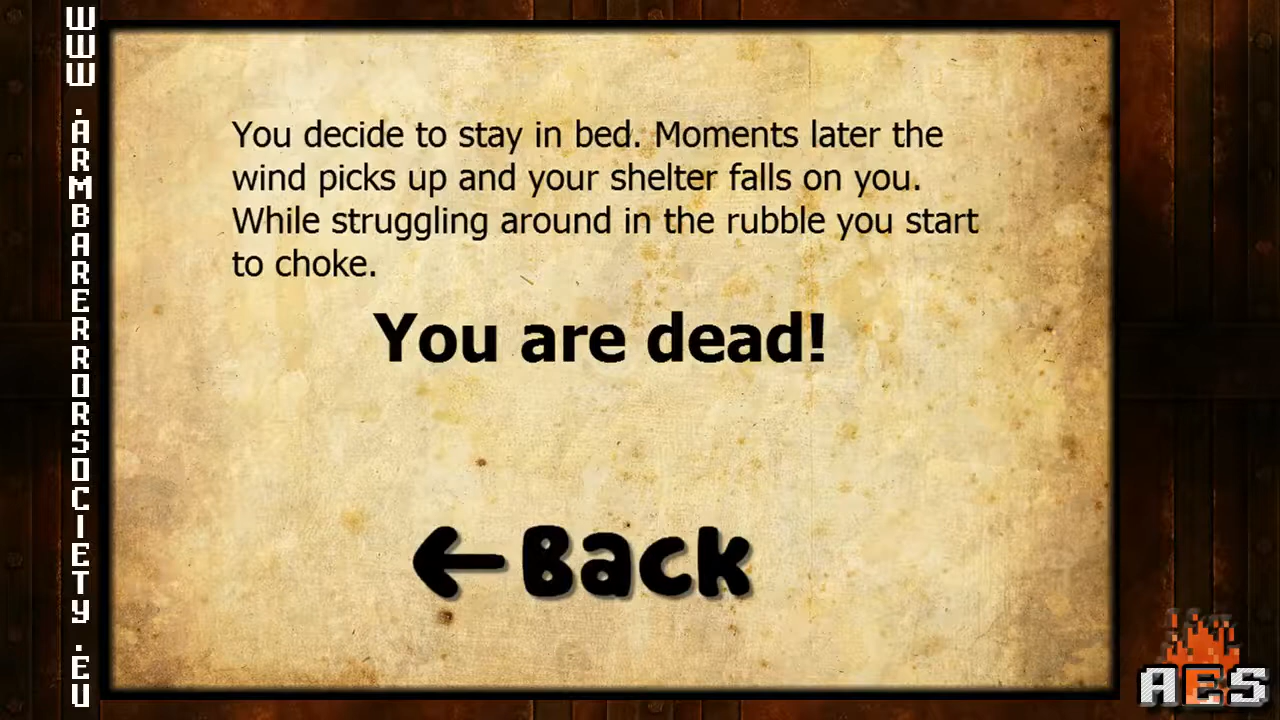 WWW.ARMBARERRORSOCIETY.EU
You decide to stay in bed. Moments later the
wind picks up and your shelter falls on you.
While struggling around in the rubble you start
to choke.
You are dead!
←Back
AES